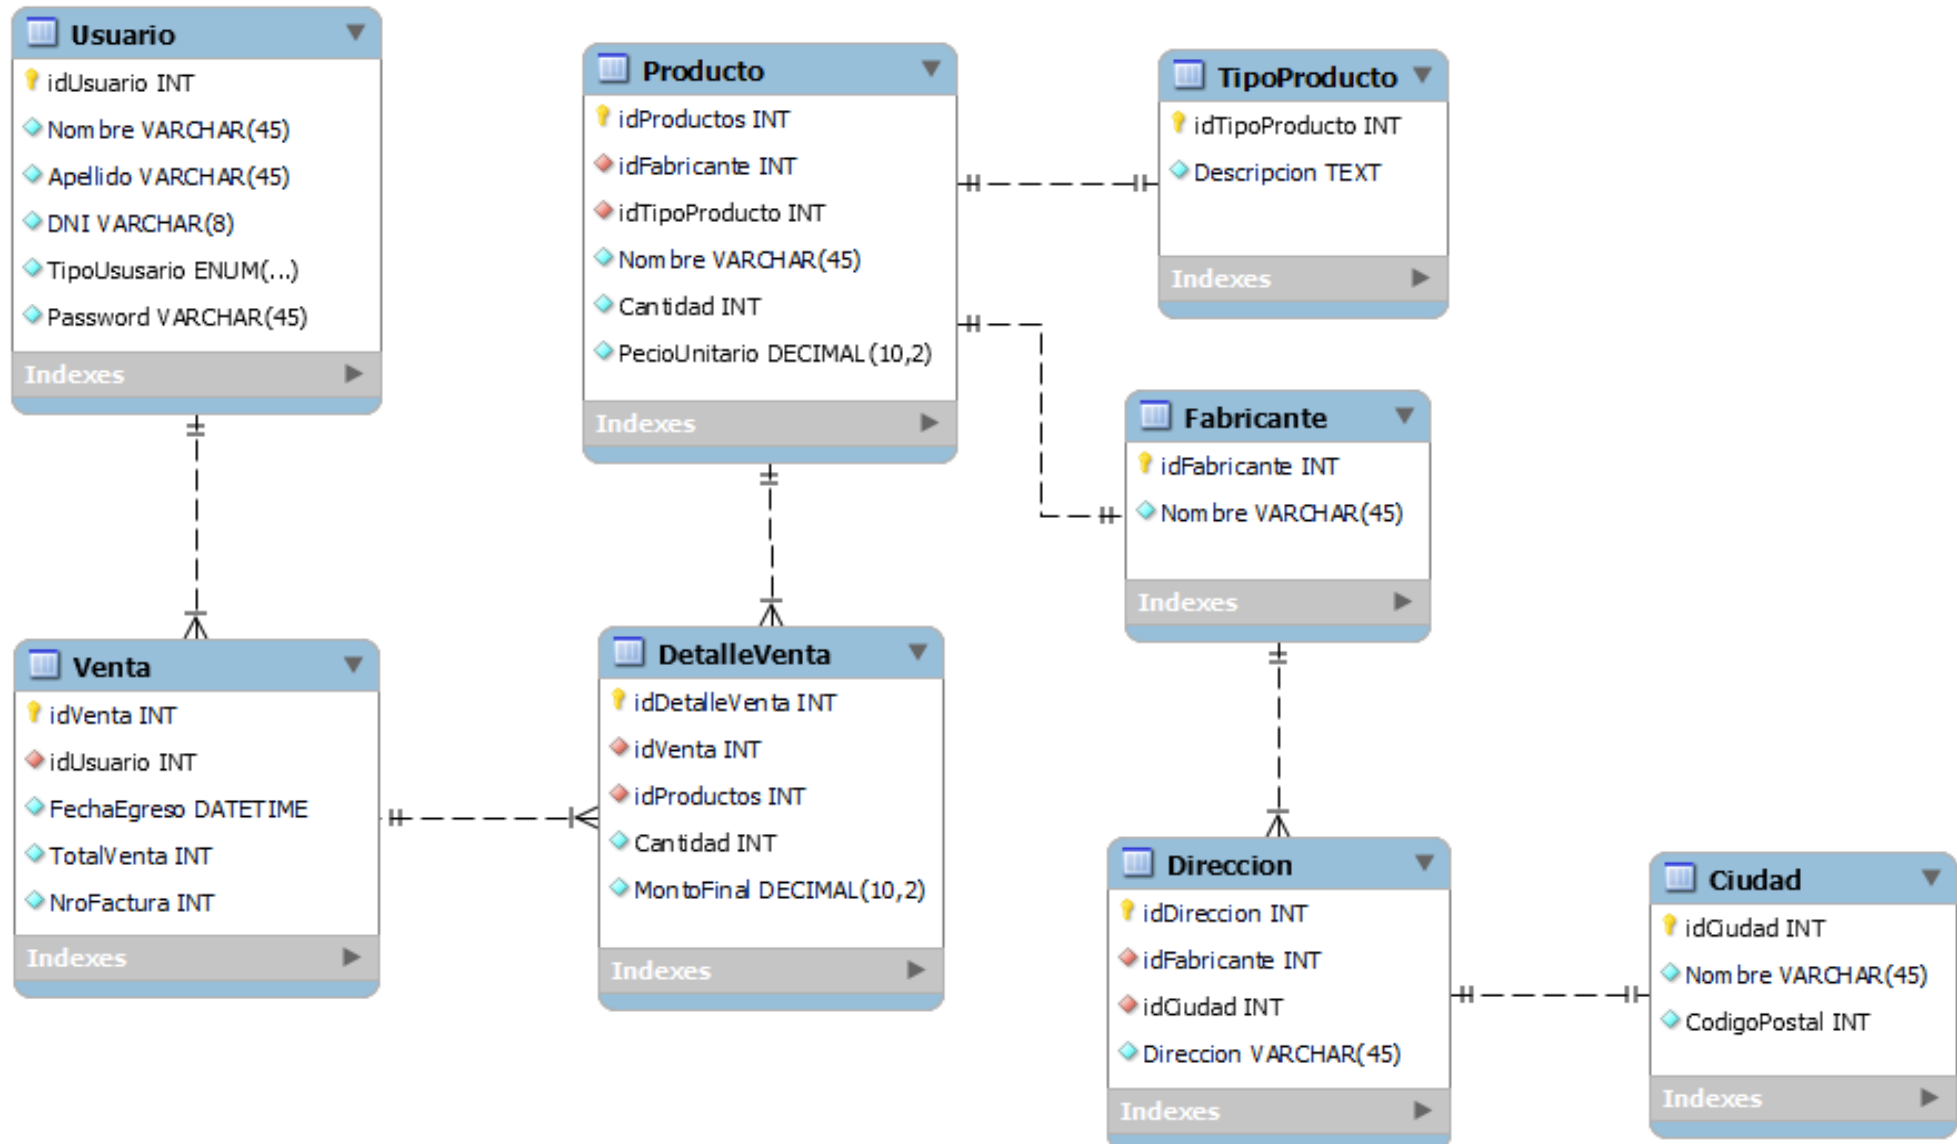 Usuario
idUsuario INT
Nombre VARCHAR(45)
Apellido VARCHAR(45)
DNI VARCHAR(8)
TipoUsusario ENUM(...)
Password VARCHAR(45)
Indexes
Producto
idProductos INT
idFabricante INT
idTipoProducto INT
Nombre VARCHAR(45)
Cantidad INT
PecioUnitario DECIMAL(10,2)
Indexes
TipoProducto
idTipoProducto INT
Descripcion TEXT
Indexes
Fabricante
idFabricante INT
Nombre VARCHAR(45)
Indexes
Venta
idVenta INT
idUsuario INT
FechaEgreso DATETIME
TotalVenta INT
NroFactura INT
Indexes
DetalleVenta
idDetalleVenta INT
idVenta INT
idProductos INT
Cantidad INT
MontoFinal DECIMAL(10,2)
Indexes
Direccion
idDireccion INT
idFabricante INT
idCiudad INT
Direccion VARCHAR(45)
Indexes
Ciudad
idCiudad INT
Nombre VARCHAR(45)
CodigoPostal INT
Indexes